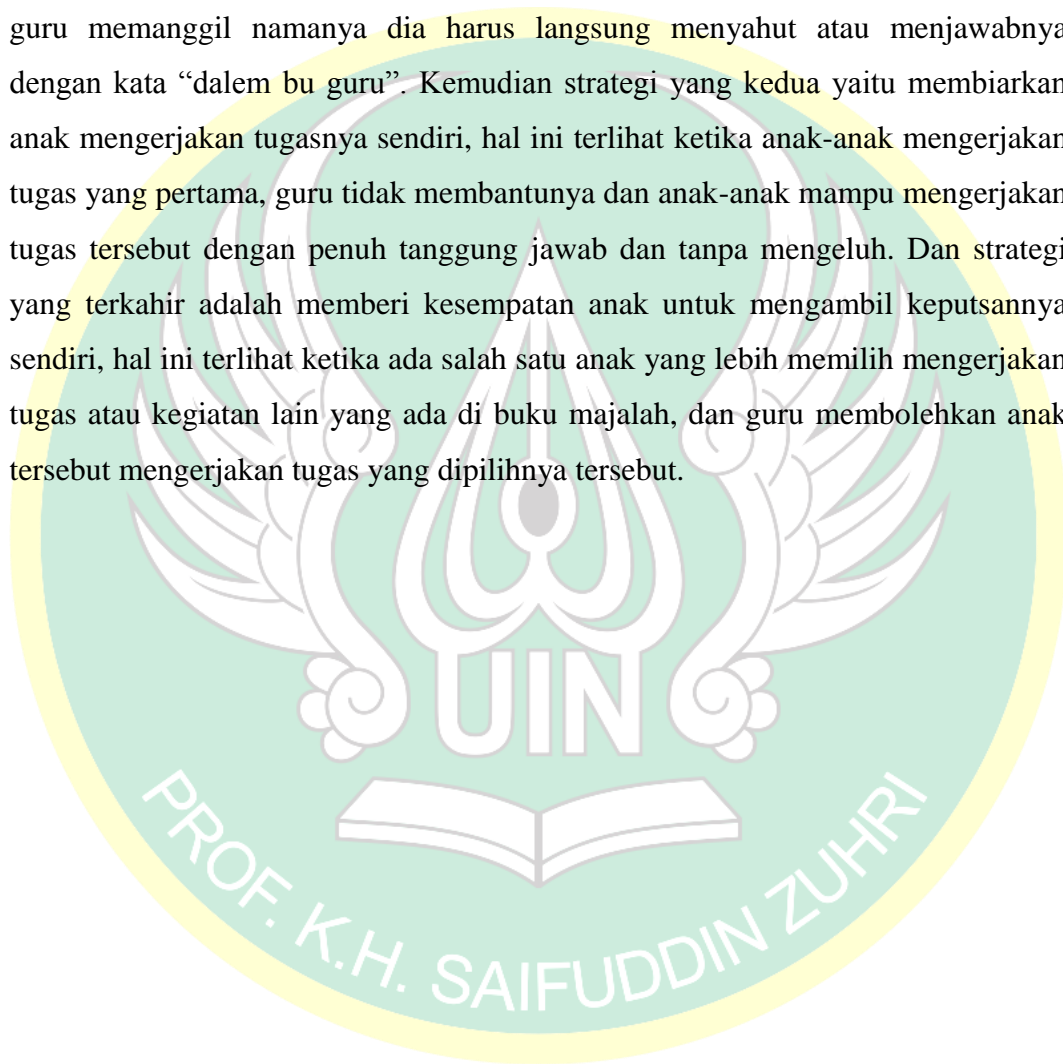 guru memanggil namanya dia harus langsung menyahut atau menjawabnya
dengan kata “dalem bu guru”. Kemudian strategi yang kedua yaitu membiarkan
anak mengerjakan tugasnya sendiri, hal ini terlihat ketika anak-anak mengerjakan
tugas yang pertama, guru tidak membantunya dan anak-anak mampu mengerjakan
tugas tersebut dengan penuh tanggung jawab dan tanpa mengeluh. Dan strategi
yang terkahir adalah memberi kesempatan anak untuk mengambil keputsannya
sendiri, hal ini terlihat ketika ada salah satu anak yang lebih memilih mengerjakan
tugas atau kegiatan lain yang ada di buku majalah, dan guru membolehkan anak
tersebut mengerjakan tugas yang dipilihnya tersebut.
UIN
PROF. K.H. SAIFUDDIN ZUHRI